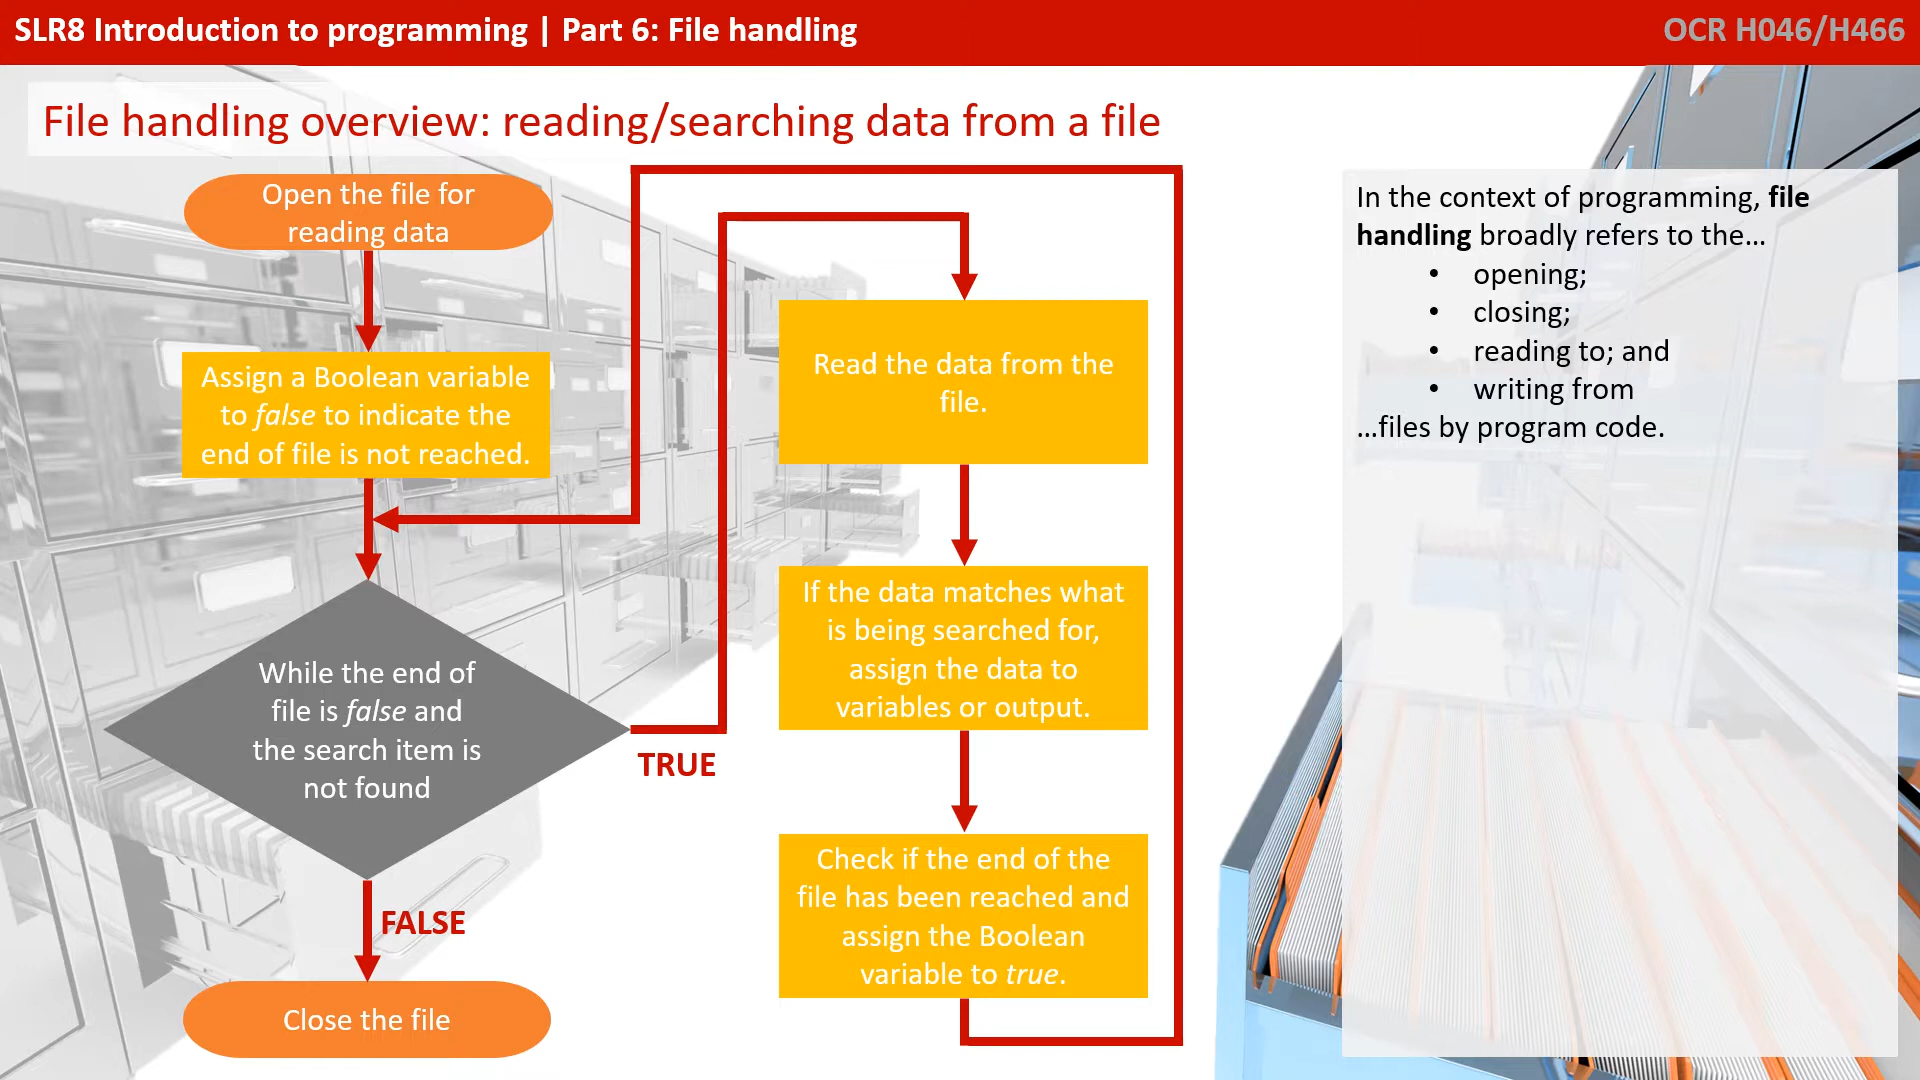 SLR8 Introduction to programming | Part 6: File handling
OCR H046/H466
File handling overview: reading/searching data from a file
Open the file for
reading data
Assign a Boolean variable
to false to indicate the
end of file is not reached.
While the end of
file is false and
the search item is
not found
TRUE
FALSE
Close the file
Read the data from the
file.
If the data matches what
is being searched for,
assign the data to
variables or output.
Check if the end of the
file has been reached and
assign the Boolean
variable to true.
In the context of programming, file
handling broadly refers to the...
• opening;
• closing;
• reading to; and
• writing from
...files by program code.